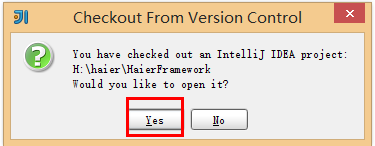 Checkout From Version Control
You have checked out an IntelliJ IDEA project:
H:\haier\HaierFramework
Would you like to open it?
Yes No